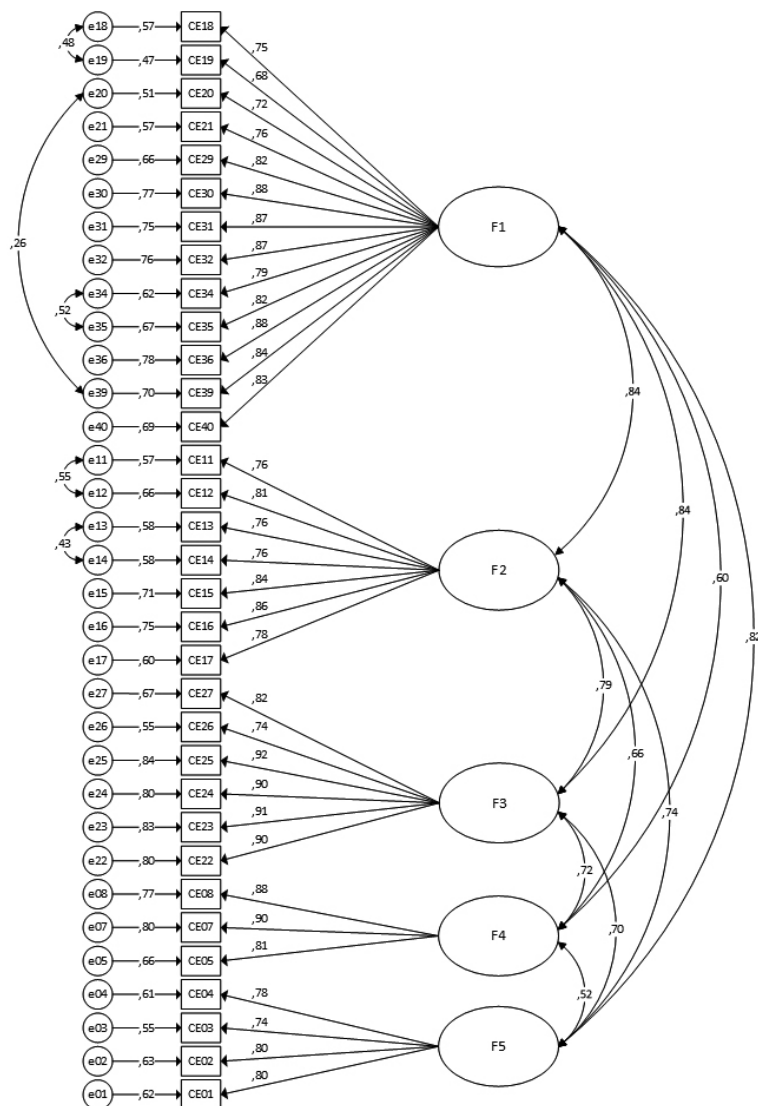 e18 ,57 CE18 ,75
,48
e19 ,47 CE19 ,68
e20 ,51 CE20 ,72
e21 ,57 CE21 ,76
e29 ,66 CE29 ,82
e30 ,77 CE30 ,88
e31 ,75 CE31 ,87 F1
,26
e32 ,76 CE32 ,87
e34 ,62 CE34 ,79
,52
e35 ,67 CE35 ,82
e36 ,78 CE36 ,88
e39 ,70 CE39 ,84
e40 ,69 CE40 ,83
,84
e11 ,57 CE11 ,76
,55
e12 ,66 CE12 ,81
,84
e13 ,58 CE13 ,76
,43
e14 ,58 CE14 ,76 F2
,60
e15 ,71 CE15 ,84
e16 ,75 CE16 ,86
,82
e17 ,60 CE17 ,78
,79
e27 ,67 CE27 ,82
e26 ,55 CE26 ,74
,66
e25 ,84 CE25 ,92
e24 ,80 CE24 ,90 F3
,74
e23 ,83 CE23 ,91
e22 ,80 CE22 ,90
,72
e08 ,77 CE08 ,88
e07 ,80 CE07 ,90 F4
,70
e05 ,66 CE05 ,81
e04 ,61 CE04 ,78
,52
e03 ,55 CE03 ,74
F5
e02 ,63 CE02 ,80
e01 ,62 CE01 ,80